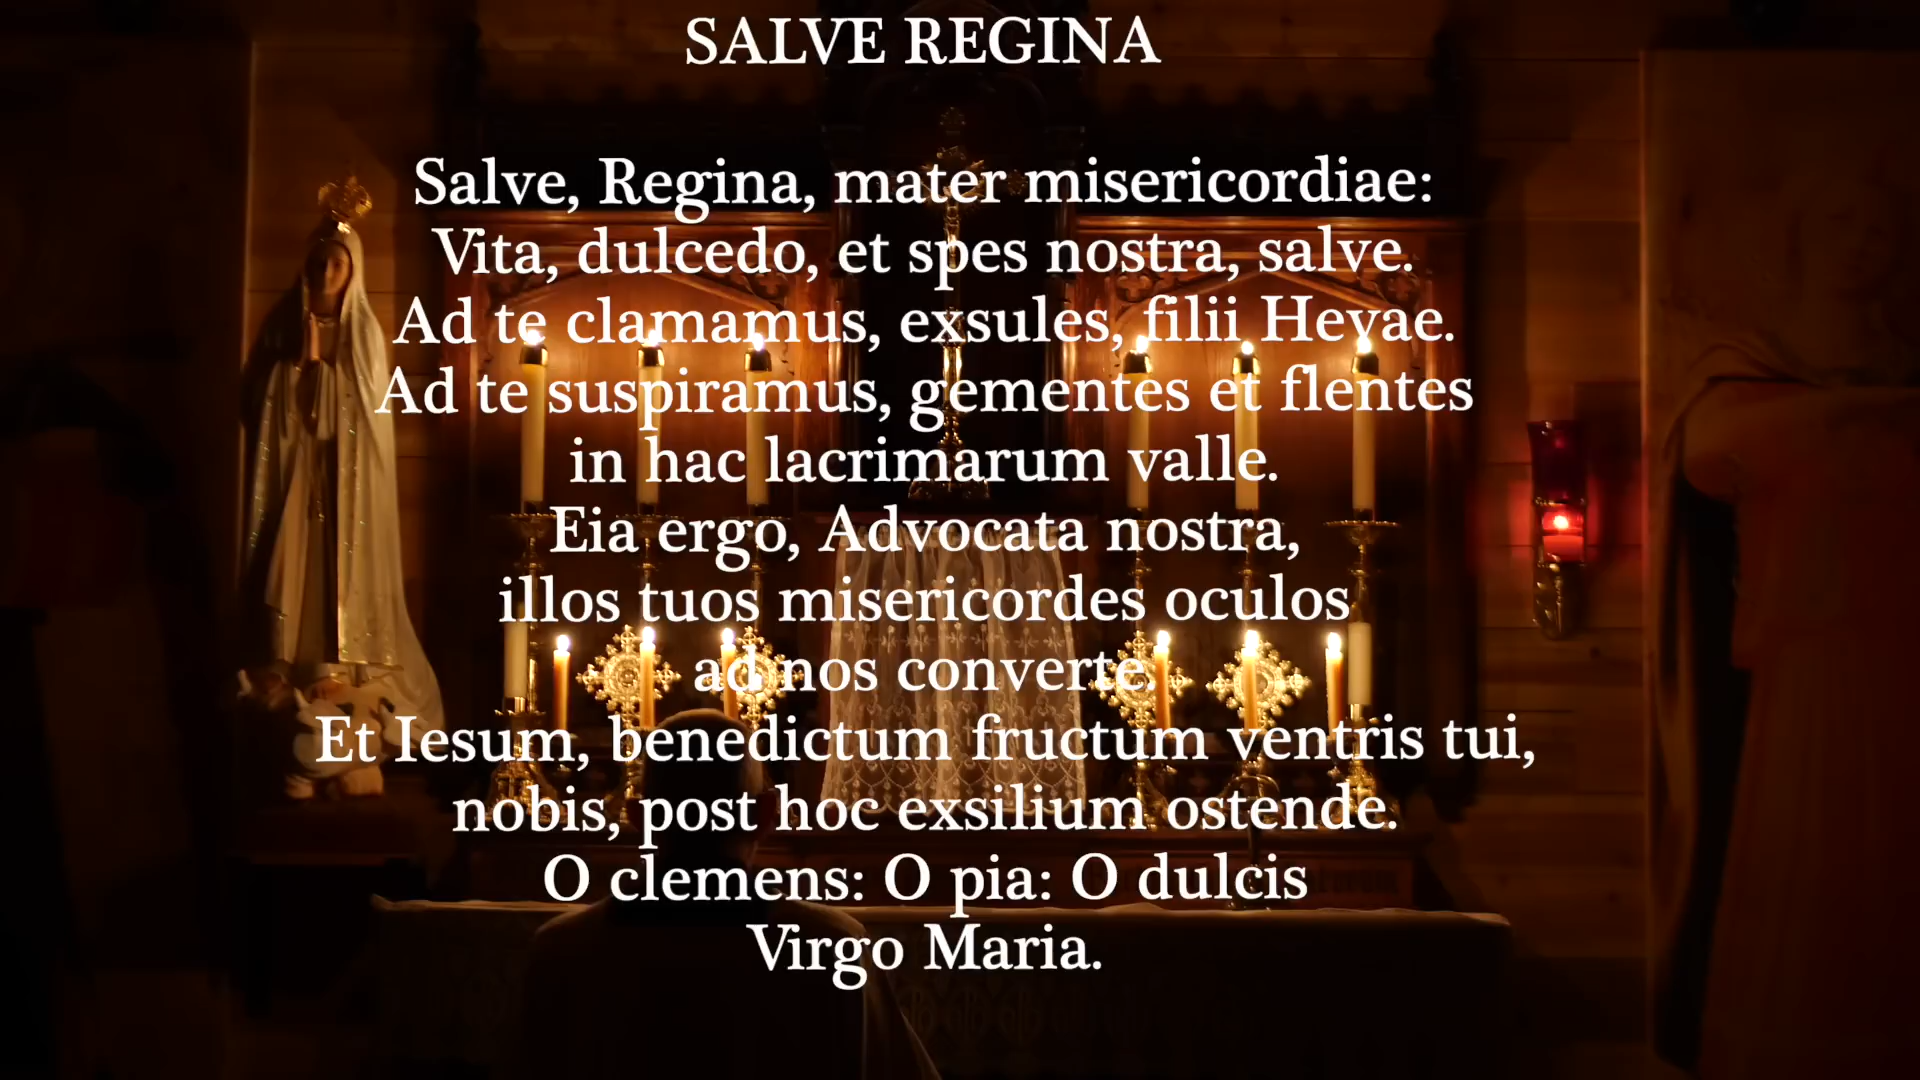 SALVE REGINA
Salve, Regina, mater misericordiae:
Vita, dulcedo, et spes nostra, salve.
Ad te clamamus, exsules, filii Hevae.
Ad te suspiramus, gementes et flentes
in hac lacrimarum valle.
Eia ergo, Advocata nostra,
illos tuos misericordes oculos
ad nos converte.
Et Iesum, benedictum fructum ventris tui,
nobis, post hoc exsilium ostende.
O clemens: O pia: O dulcis
Virgo Maria.